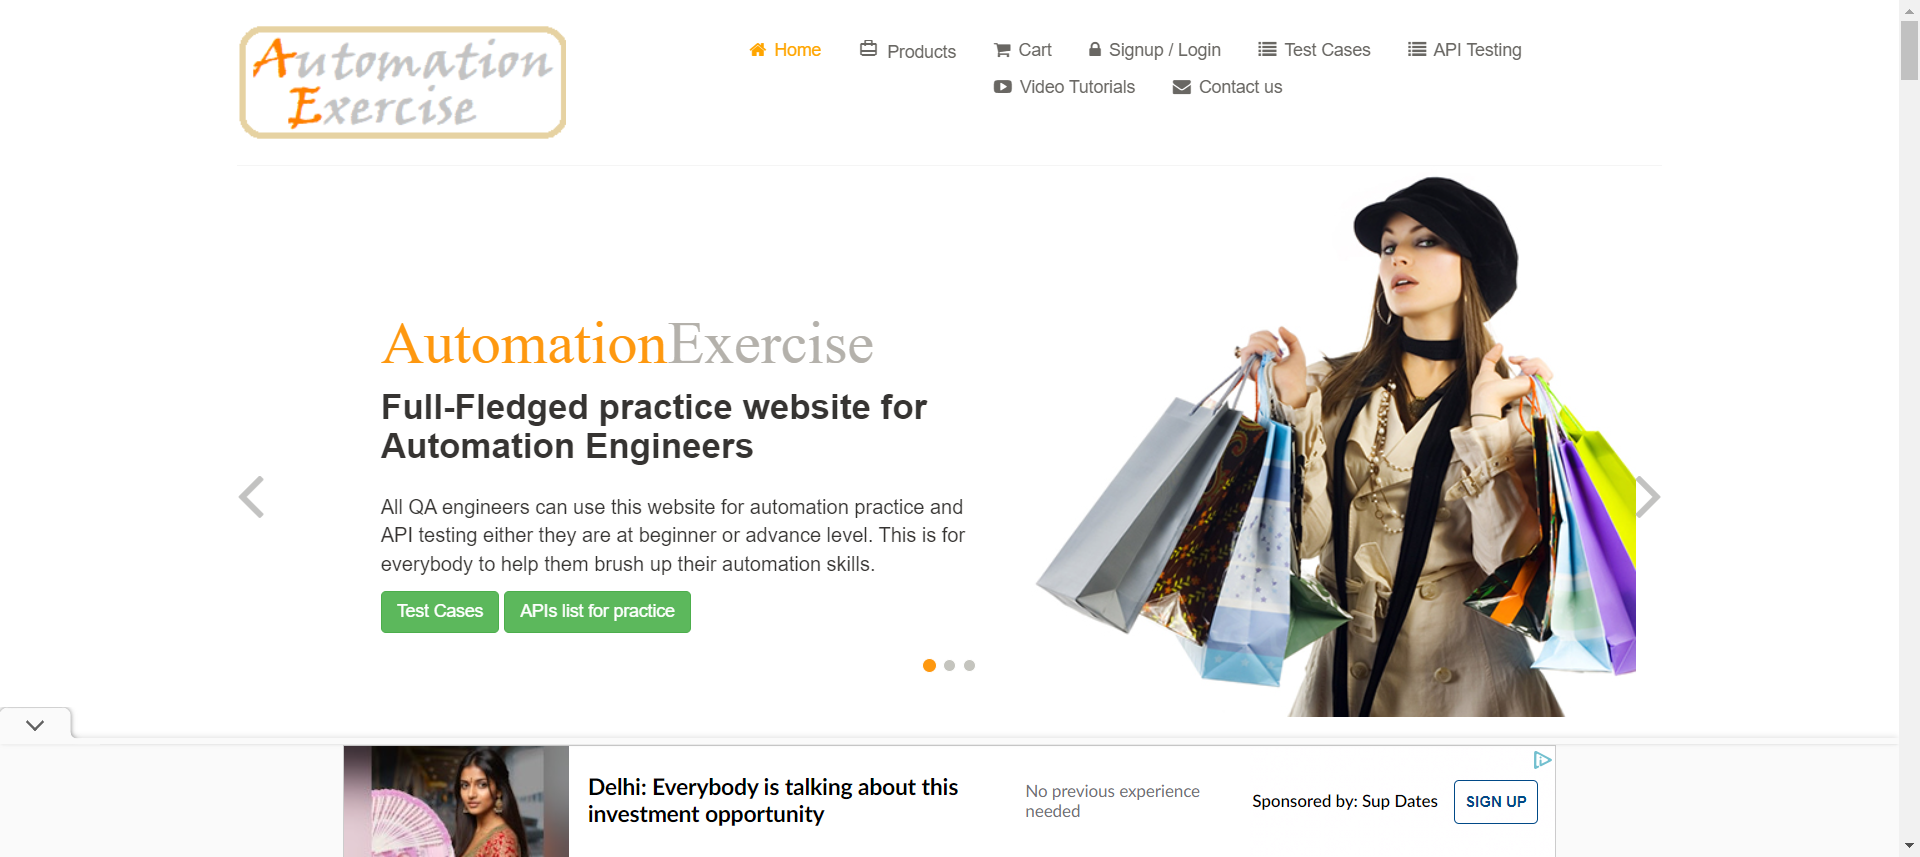 Automation
Exercise
Home
Products
Cart
Signup / Login
Test Cases
API Testing
Video Tutorials
Contact us
AutomationExercise
Full-Fledged practice website for
Automation Engineers
All QA engineers can use this website for automation practice and
API testing either they are at beginner or advance level. This is for
everybody to help them brush up their automation skills.
Test Cases
APIs list for practice
Delhi: Everybody is talking about this
investment opportunity
No previous experience
needed
Sponsored by: Sup Dates
SIGN UP